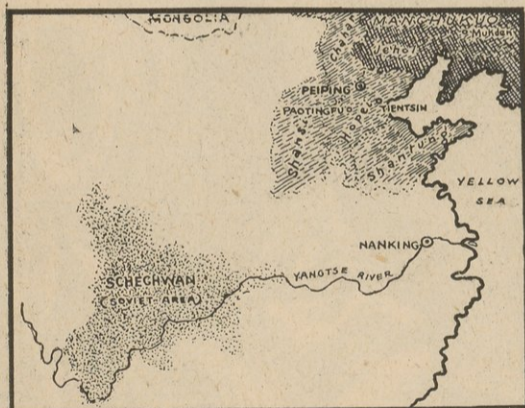 MONGOLIA
MANCHUKUO
Mukden
Jehol
Chahar
PEIPING
PAOTINGFU
TIENTSIN
Hopei
Shansi
Shantung
YELLOW
SEA
NANKING
YANGTSE RIVER
SCHECHWAN
(SOVIET AREA)